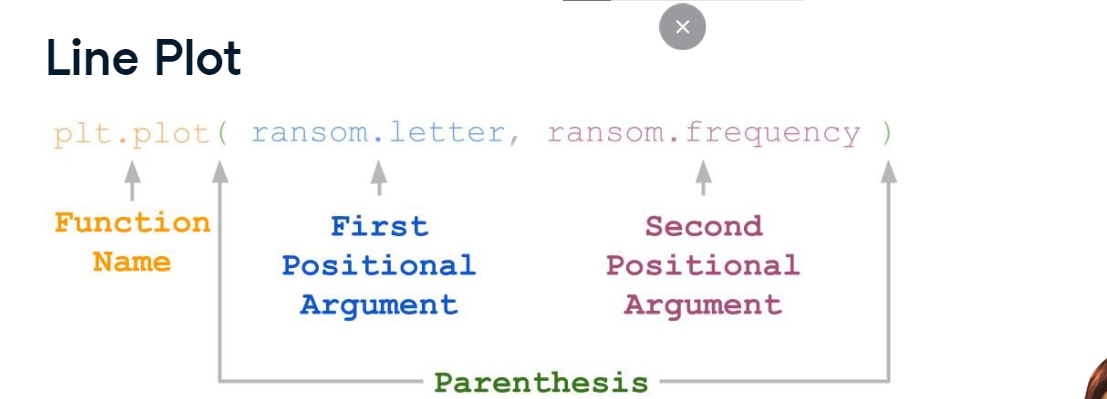 Line Plot
plt.plot( ransom.letter, ransom.frequency )
Function Name
First Positional Argument
Second Positional Argument
Parenthesis